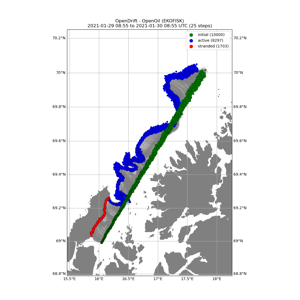 OpenDrift - OpenOil (EKOFISK)
2021-01-29 08:55 to 2021-01-30 08:55 UTC (25 steps)
initial (10000)
active (8297)
stranded (1703)
70.2°N 70.2°N
70°N 70°N
69.8°N 69.8°N
69.6°N 69.6°N
69.4°N 69.4°N
69.2°N 69.2°N
69°N 69°N
68.8°N 68.8°N
15.5°E 16°E 16.5°E 17°E 17.5°E 18°E